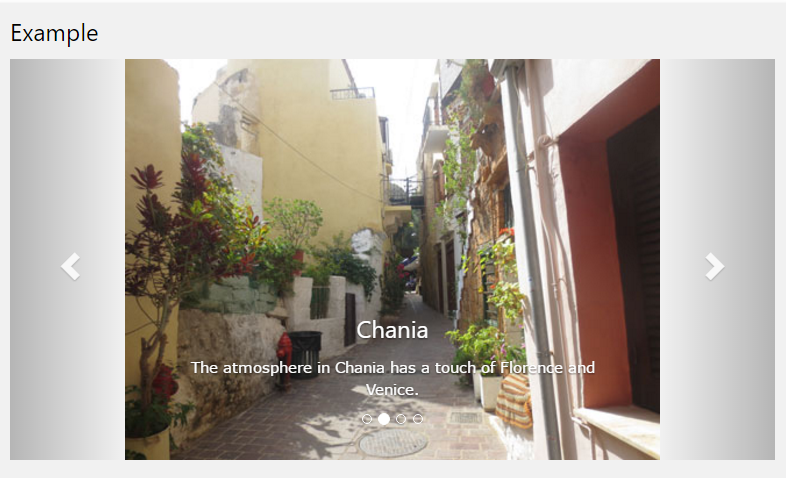 Example
Chania
The atmosphere in Chania has a touch of Florence and
Venice.